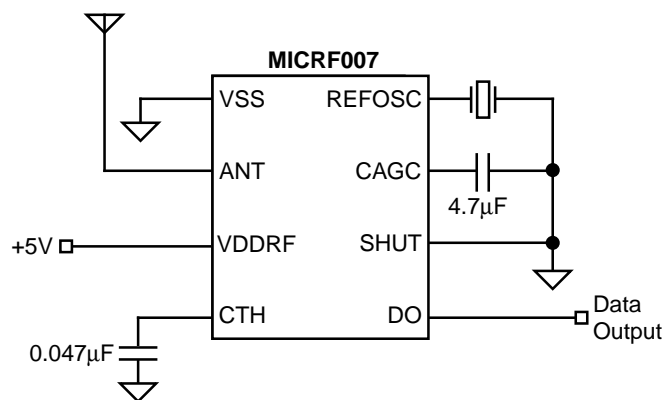 MICRF007
VSS
REFOSC
ANT
CAGC
4.7µF
+5V
VDDRF
SHUT
CTH
DO
Data
Output
0.047µF